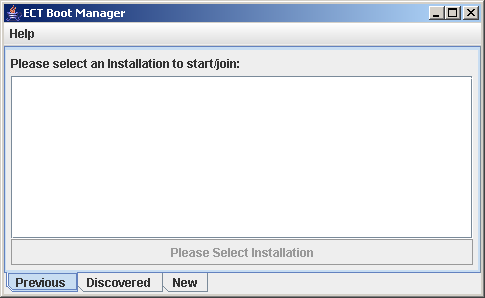 ECT Boot Manager
Help
Please select an Installation to start/join:
Please Select Installation
Previous Discovered New